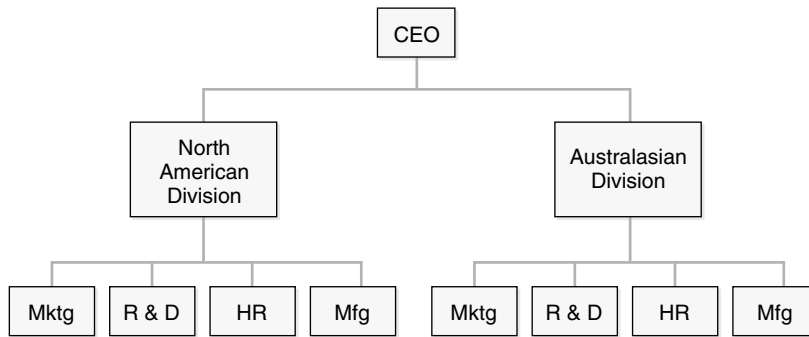 CEO
North
American
Division
Australasian
Division
Mktg
R & D
HR
Mfg
Mktg
R & D
HR
Mfg